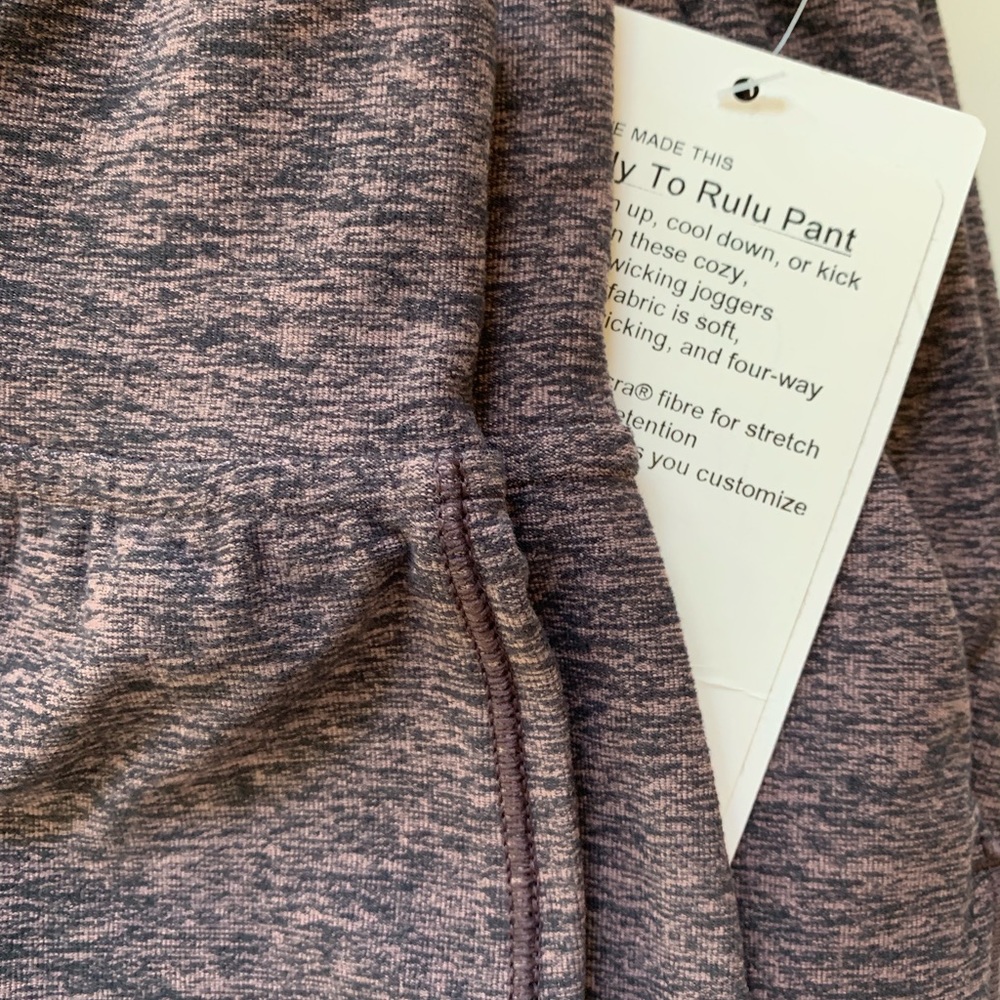 E MADE THIS
ly To Rulu Pant
up, cool down, or kick
n these cozy,
wicking joggers
fabric is soft,
icking, and four-way
ra® fibre for stretch
etention
s you customize